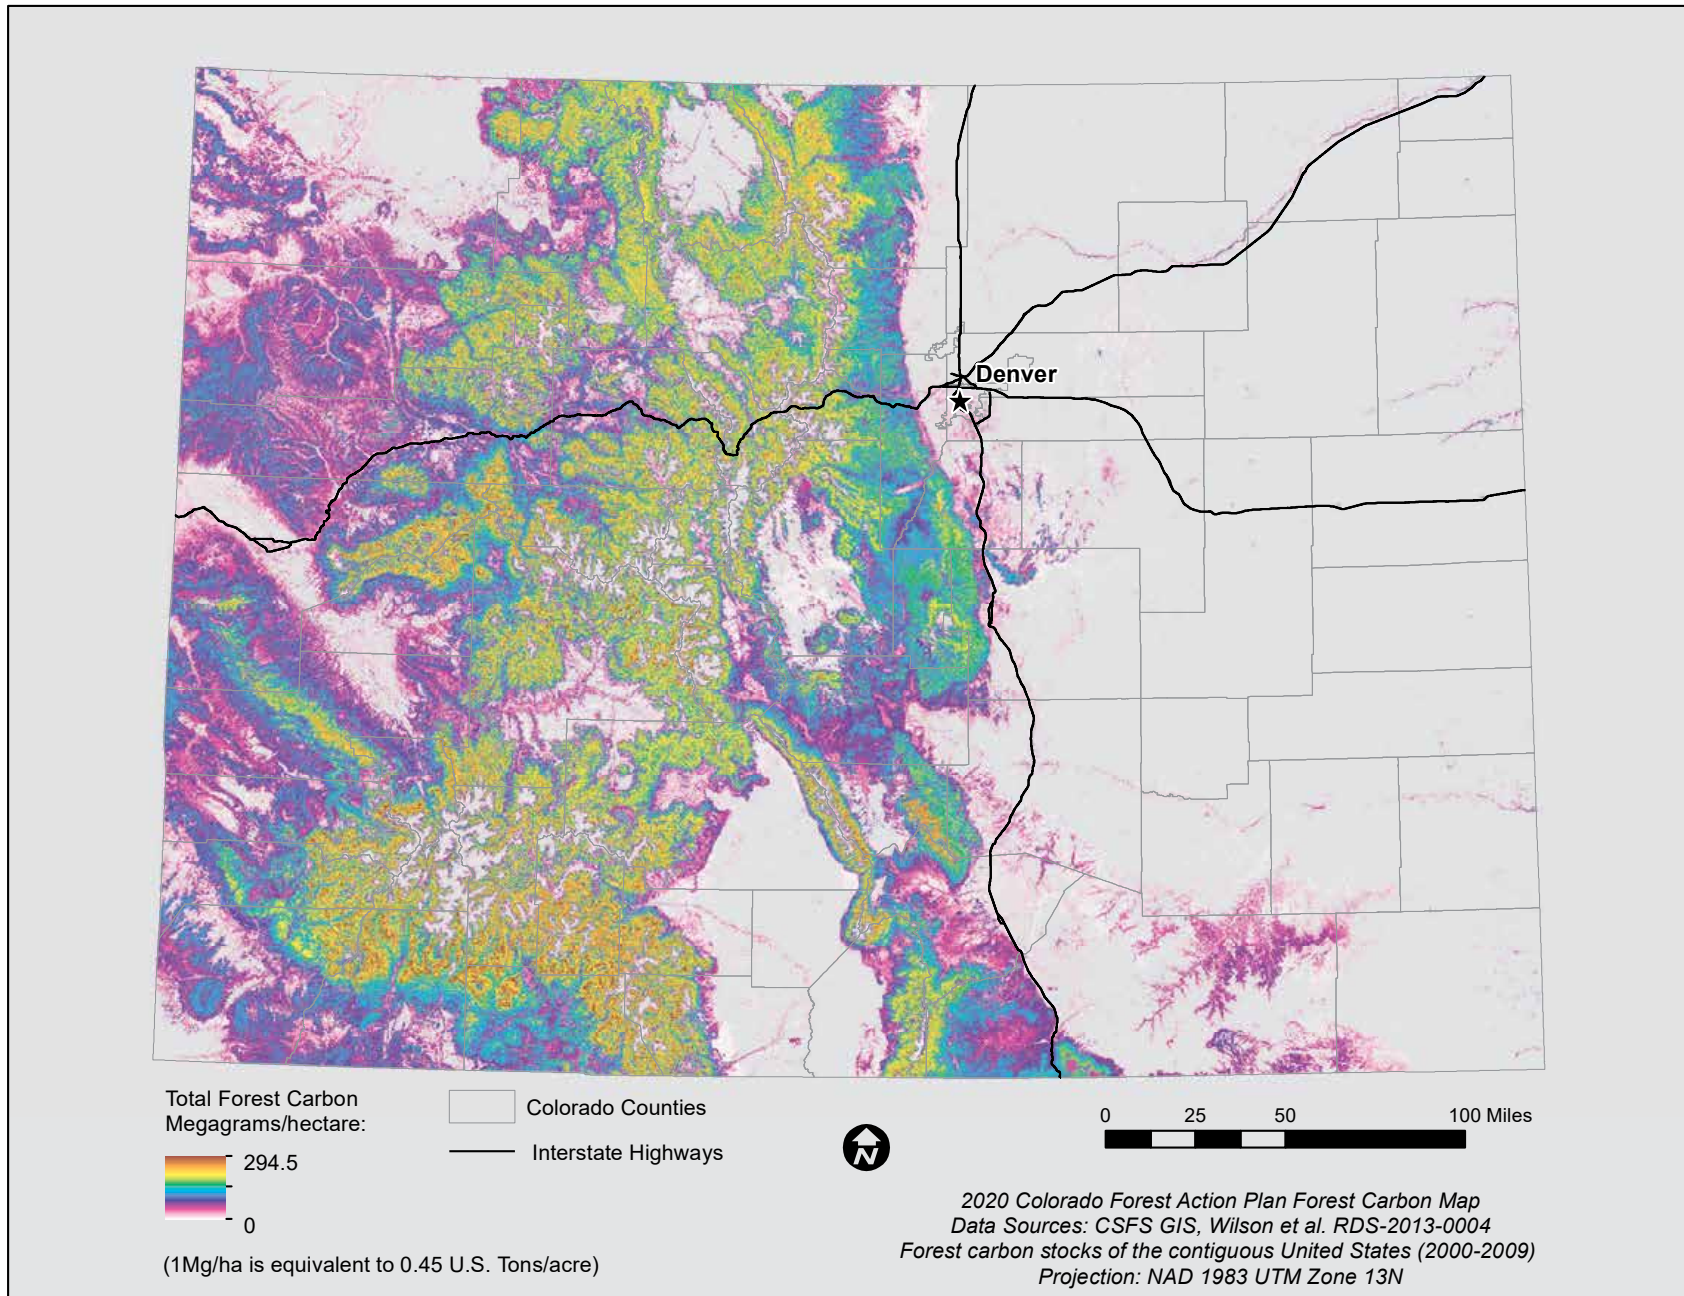 Denver
Total Forest Carbon
Megagrams/hectare:
294.5
0
(1Mg/ha is equivalent to 0.45 U.S. Tons/acre)
Colorado Counties
Interstate Highways
N
0 25 50 100 Miles
2020 Colorado Forest Action Plan Forest Carbon Map
Data Sources: CSFS GIS, Wilson et al. RDS-2013-0004
Forest carbon stocks of the contiguous United States (2000-2009)
Projection: NAD 1983 UTM Zone 13N